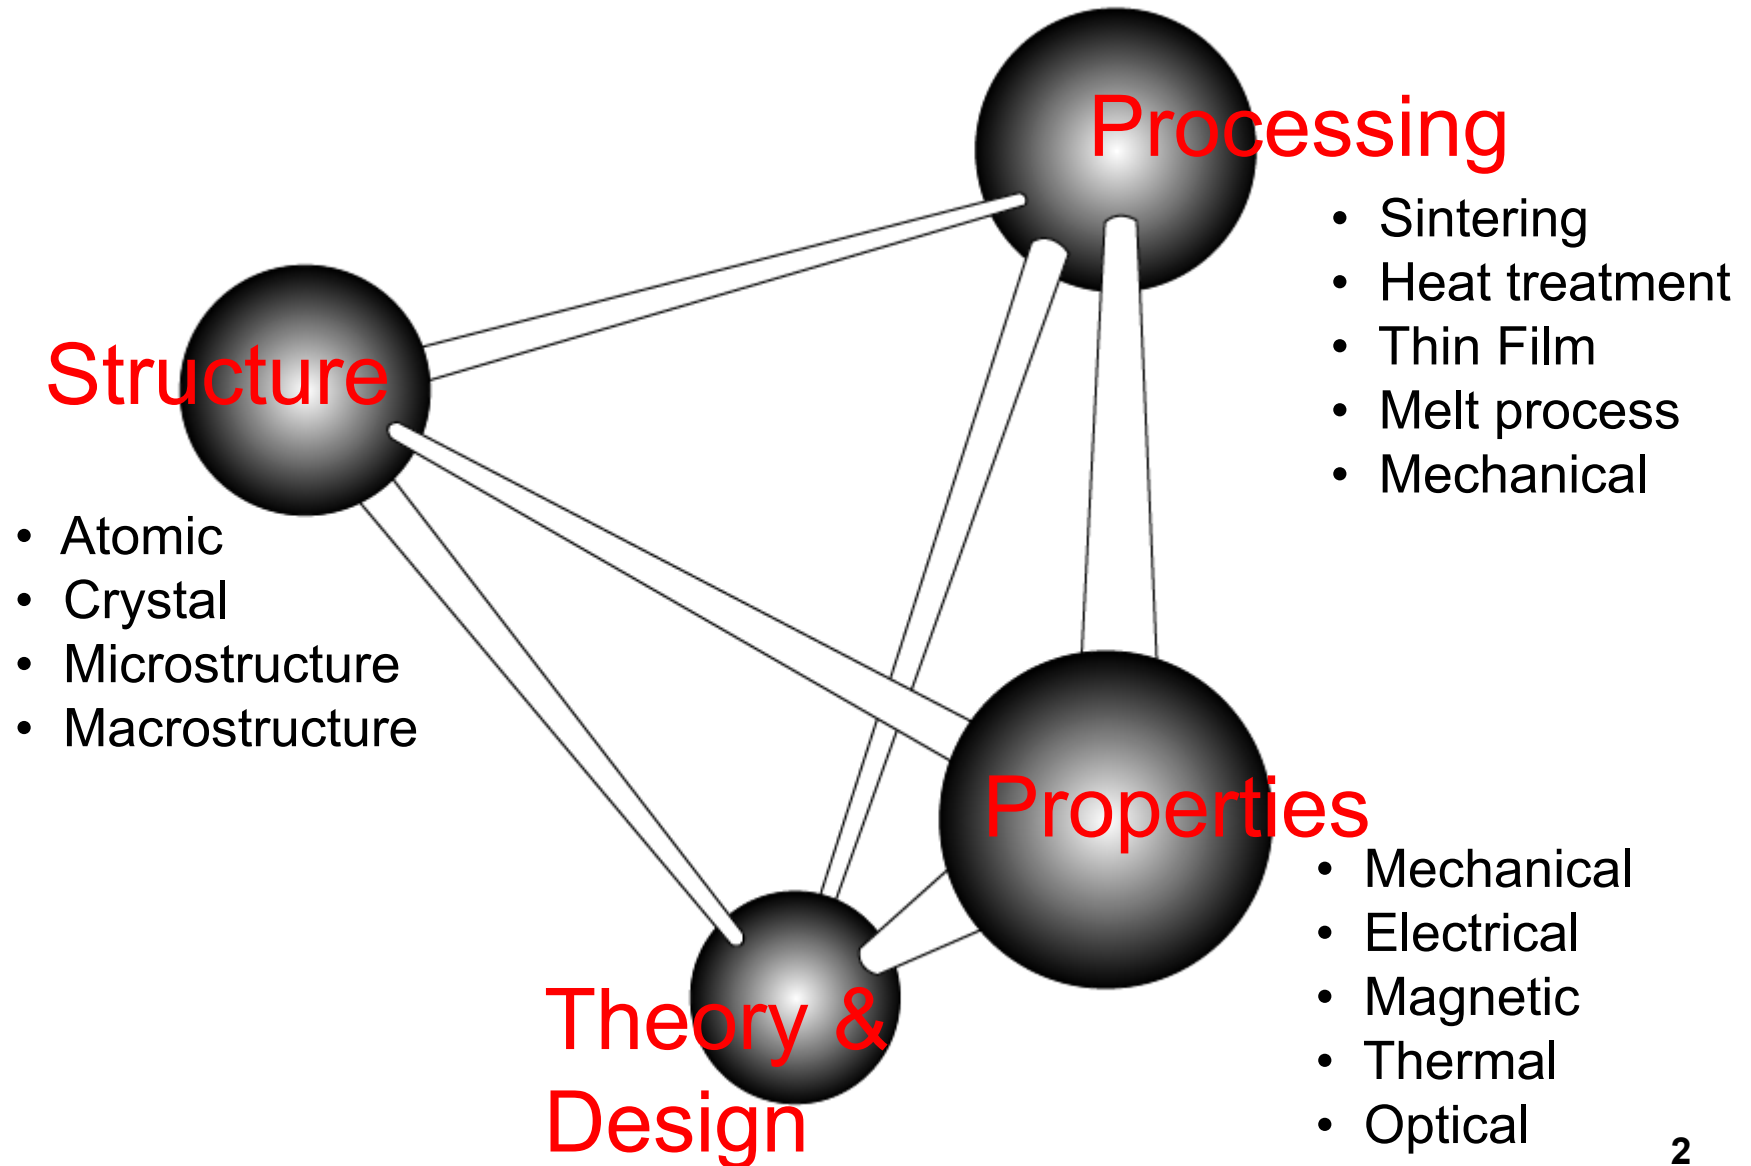 Processing
• Sintering
• Heat treatment
• Thin Film
• Melt process
• Mechanical
Structure
• Atomic
• Crystal
• Microstructure
• Macrostructure
Properties
• Mechanical
• Electrical
• Magnetic
• Thermal
• Optical
Theory &
Design
2